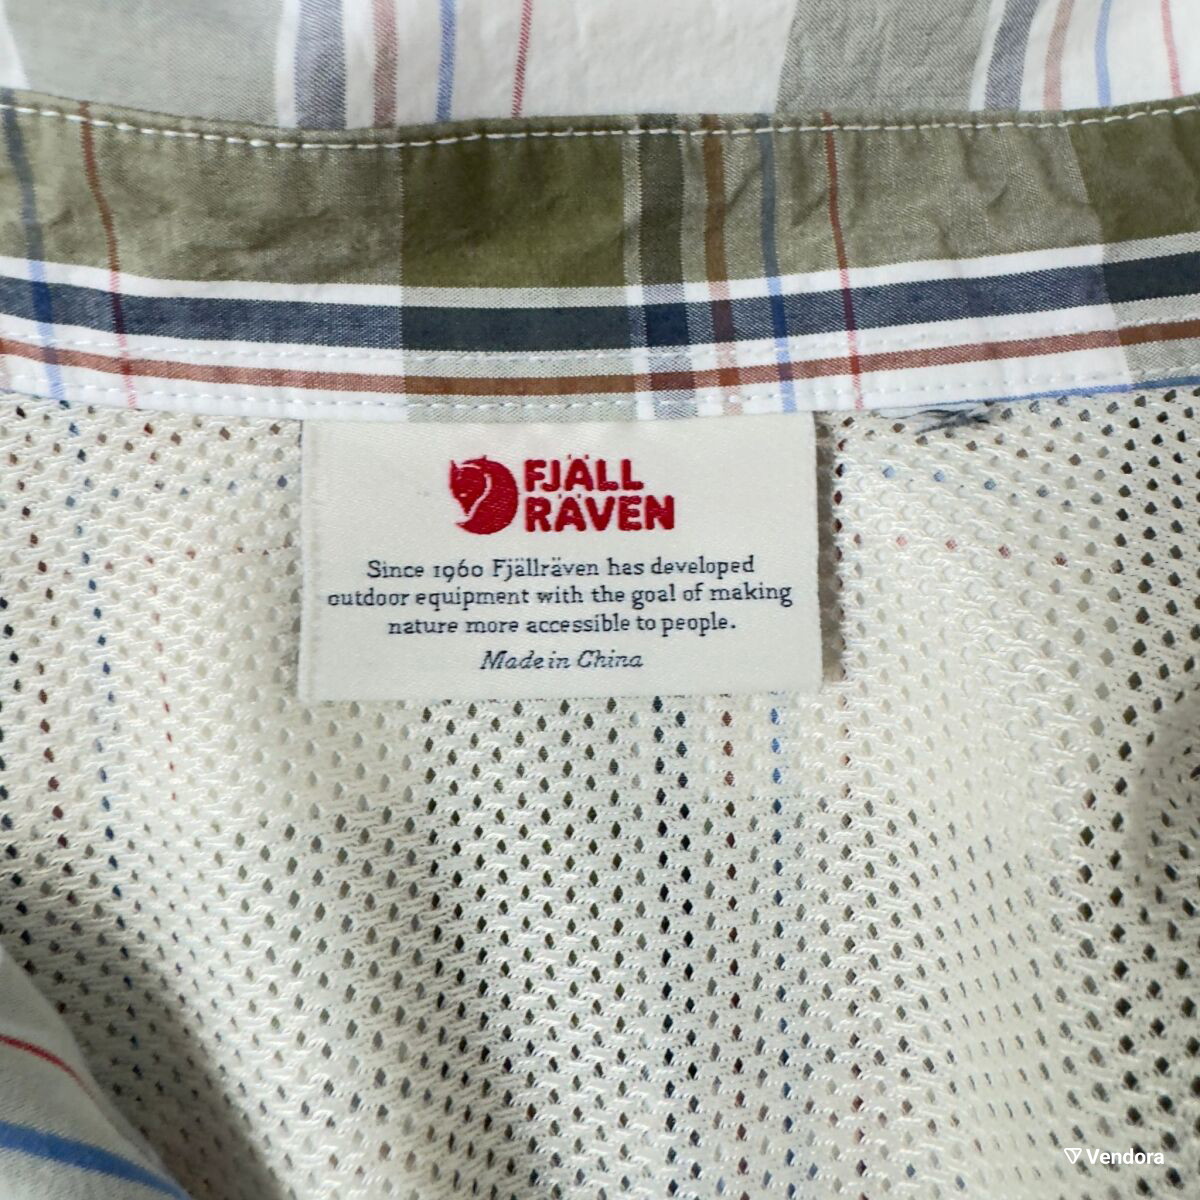 FJÄLL
RÄVEN
Since 1960 Fjällräven has developed
outdoor equipment with the goal of making
nature more accessible to people.
Made in China
Vendora